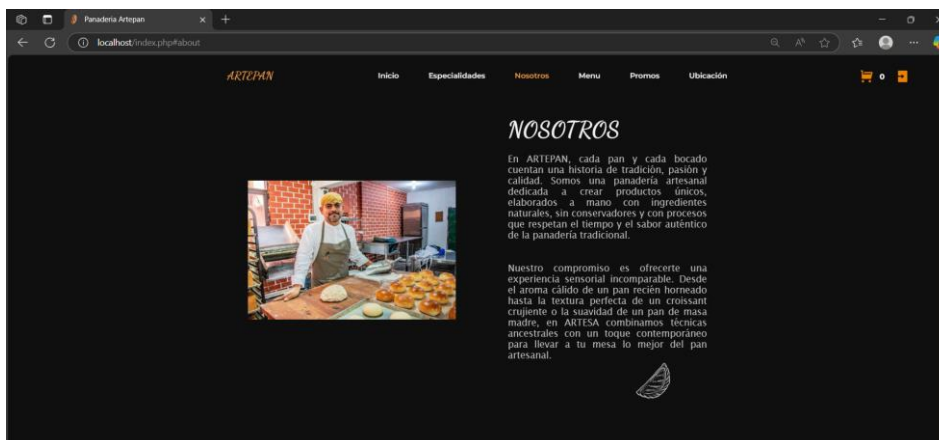 Panaderia Artepan
localhost/index.php#about
ARTEPAN
Inicio Especialidades Nosotros Menu Promos Ubicación
0
NOSOTROS
En ARTEPAN, cada pan y cada bocado
cuentan una historia de tradición, pasión y
calidad. Somos una panadería artesanal
dedicada a crear productos únicos,
elaborados a mano con ingredientes
naturales, sin conservadores y con procesos
que respetan el tiempo y el sabor auténtico
de la panadería tradicional.
Nuestro compromiso es ofrecerte una
experiencia sensorial incomparable. Desde
el aroma cálido de un pan recién horneado
hasta la textura perfecta de un croissant
crujiente o la suavidad de un pan de masa
madre, en ARTESA combinamos técnicas
ancestrales con un toque contemporáneo
para llevar a tu mesa lo mejor del pan
artesanal.